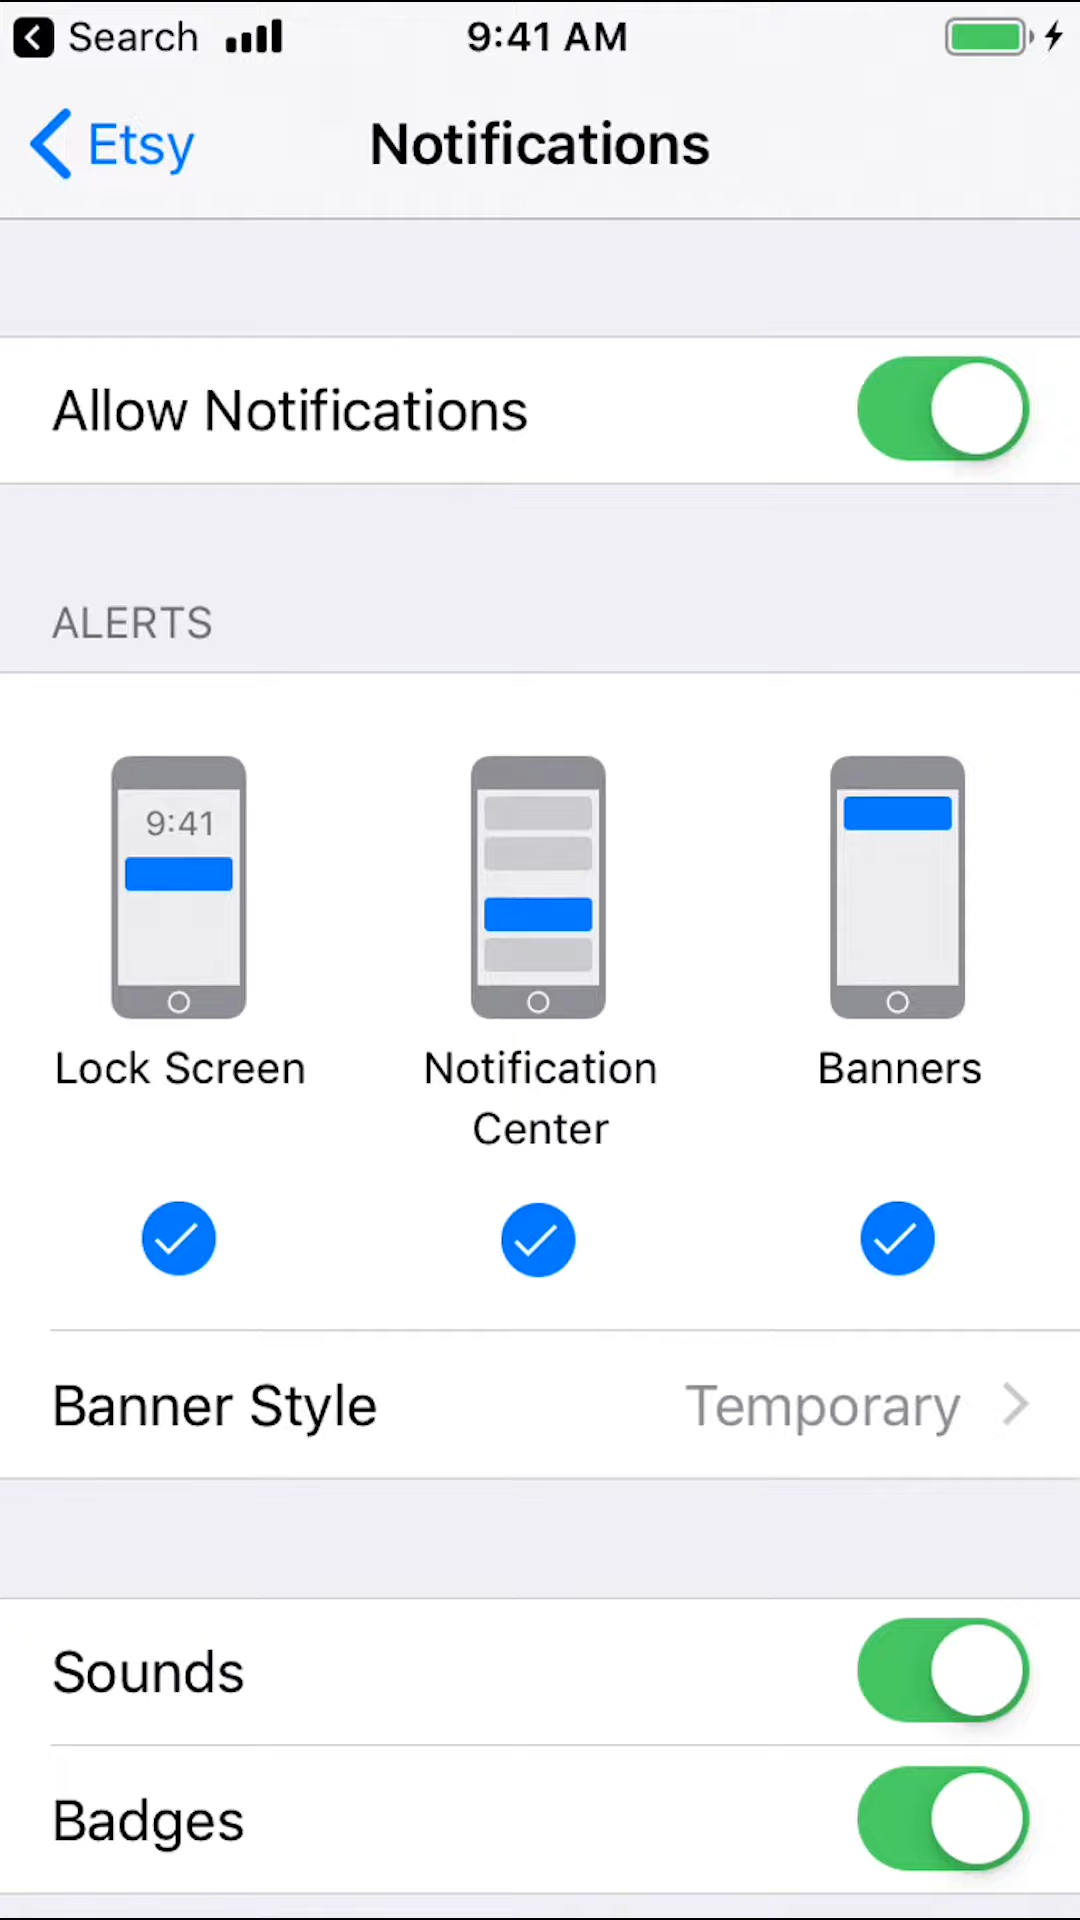 Search 9:41 AM
Etsy Notifications
Allow Notifications
ALERTS
9:41
Lock Screen Notification Center Banners
Banner Style Temporary
Sounds
Badges